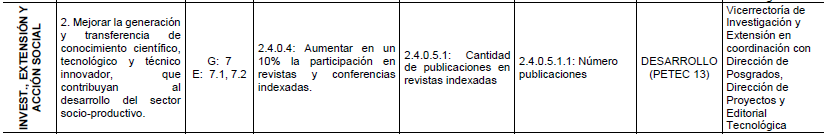 INVEST., EXTENSIÓN Y
ACCIÓN SOCIAL
2. Mejorar la generación
y transferencia de
conocimiento científico,
tecnológico y técnico
innovador, que
contribuyan al
desarrollo del sector
socio-productivo.
G: 7
E: 7.1, 7.2
2.4.0.4: Aumentar en un
10% la participación en
revistas y conferencias
indexadas.
2.4.0.5.1: Cantidad
de publicaciones en
revistas indexadas
2.4.0.5.1.1: Número
publicaciones
DESARROLLO
(PETEC 13)
Vicerrectoría de
Investigación y
Extensión en
coordinación con
Dirección de
Posgrados,
Dirección de
Proyectos y
Editorial
Tecnológica